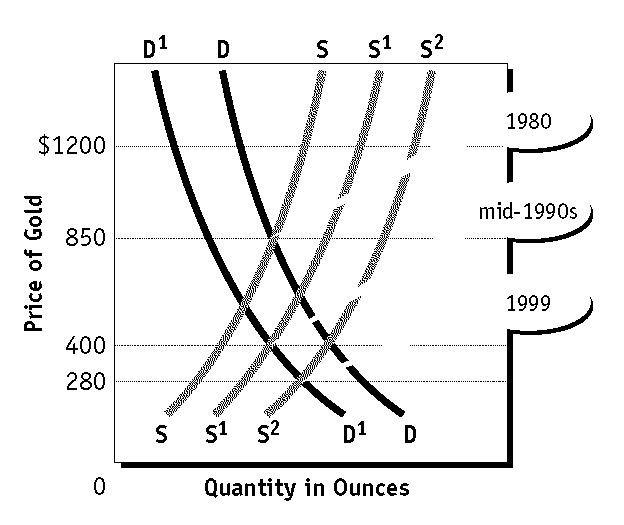 D¹ D S S¹ S²
1980
$1200
mid-1990s
850
1999
400
280
S S¹ S² D¹ D
0
Price of Gold
Quantity in Ounces